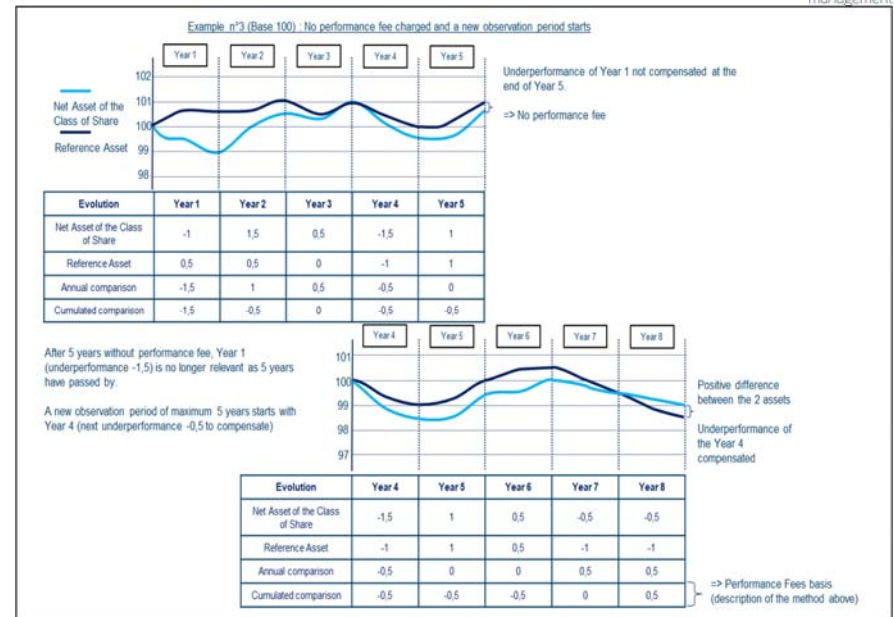 management
Example n°3 (Base 100) : No performance fee charged and a new observation period starts
Year 1 Year 2 Year 3 Year 4 Year 5
102
101
100
99
98
Net Asset of the
Class of Share
Reference Asset
Underperformance of Year 1 not compensated at the
end of Year 5.
=> No performance fee
Evolution Year 1 Year 2 Year 3 Year 4 Year 5
Net Asset of the Class
of Share
-1 1,5 0,5 -1,5 1
Reference Asset 0,5 0,5 0 -1 1
Annual comparison -1,5 1 0,5 -0,5 0
Cumulated comparison -1,5 -0,5 0 -0,5 -0,5
After 5 years without performance fee, Year 1
(underperformance -1,5) is no longer relevant as 5 years
have passed by.
A new observation period of maximum 5 years starts with
Year 4 (next underperformance -0,5 to compensate)
Year 4 Year 5 Year 6 Year 7 Year 8
101
100
99
98
97
Positive difference
between the 2 assets
Underperformance of
the Year 4
compensated
Evolution Year 4 Year 5 Year 6 Year 7 Year 8
Net Asset of the Class
of Share
-1,5 1 0,5 -0,5 -0,5
Reference Asset -1 1 0,5 -1 -1
Annual comparison -0,5 0 0 0,5 0,5
Cumulated comparison -0,5 -0,5 -0,5 0 0,5
=> Performance Fees basis
(description of the method above)